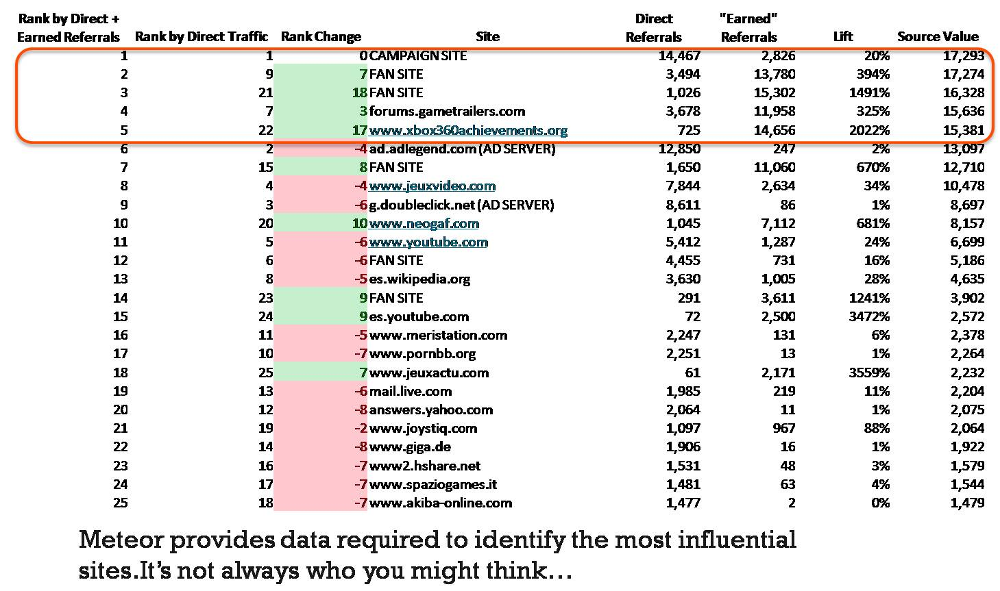 Rank by Direct + Earned Referrals Rank by Direct Traffic Rank Change Site Direct Referrals "Earned" Referrals Lift Source Value
1 1 0 CAMPAIGN SITE 14,467 2,826 20% 17,293
2 9 7 FAN SITE 3,494 13,780 394% 17,274
3 21 18 FAN SITE 1,026 15,302 1491% 16,328
4 7 3 forums.gametrailers.com 3,678 11,958 325% 15,636
5 22 17 www.xbox360achievements.org 725 14,656 2022% 15,381
6 2 -4 ad.adlegend.com (AD SERVER) 12,850 247 2% 13,097
7 15 8 FAN SITE 1,650 11,060 670% 12,710
8 4 -4 www.jeuxvideo.com 7,844 2,634 34% 10,478
9 3 -6 g.doubleclick.net (AD SERVER) 8,611 86 1% 8,697
10 20 10 www.neogaf.com 1,045 7,112 681% 8,157
11 5 -6 www.youtube.com 5,412 1,287 24% 6,699
12 6 -6 FAN SITE 4,455 731 16% 5,186
13 8 -5 es.wikipedia.org 3,630 1,005 28% 4,635
14 23 9 FAN SITE 291 3,611 1241% 3,902
15 24 9 es.youtube.com 72 2,500 3472% 2,572
16 11 -5 www.meristation.com 2,247 131 6% 2,378
17 10 -7 www.pornbb.org 2,251 13 1% 2,264
18 25 7 www.jeuxactu.com 61 2,171 3559% 2,232
19 13 -6 mail.live.com 1,985 219 11% 2,204
20 12 -8 answers.yahoo.com 2,064 11 1% 2,075
21 19 -2 www.joystiq.com 1,097 967 88% 2,064
22 14 -8 www.giga.de 1,906 16 1% 1,922
23 16 -7 www2.hshare.net 1,531 48 3% 1,579
24 17 -7 www.spaziogames.it 1,481 63 4% 1,544
25 18 -7 www.akiba-online.com 1,477 2 0% 1,479
Meteor provides data required to identify the most influential
sites.It's not always who you might think…